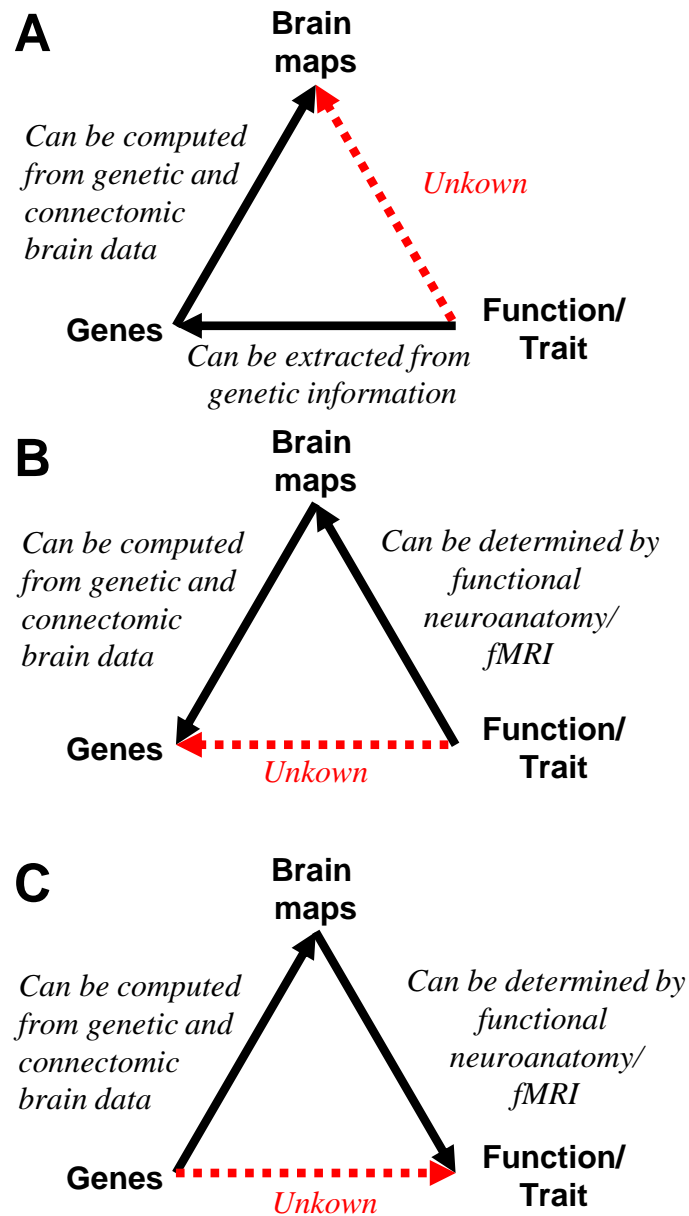 A
Brain
maps
Can be computed
from genetic and
connectomic
brain data
Unkown
Genes
Function/
Trait
Can be extracted from
genetic information
B
Brain
maps
Can be computed
from genetic and
connectomic
brain data
Can be determined by
functional
neuroanatomy/
fMRI
Genes
Function/
Trait
Unkown
C
Brain
maps
Can be computed
from genetic and
connectomic
brain data
Can be determined by
functional
neuroanatomy/
fMRI
Genes
Function/
Trait
Unkown